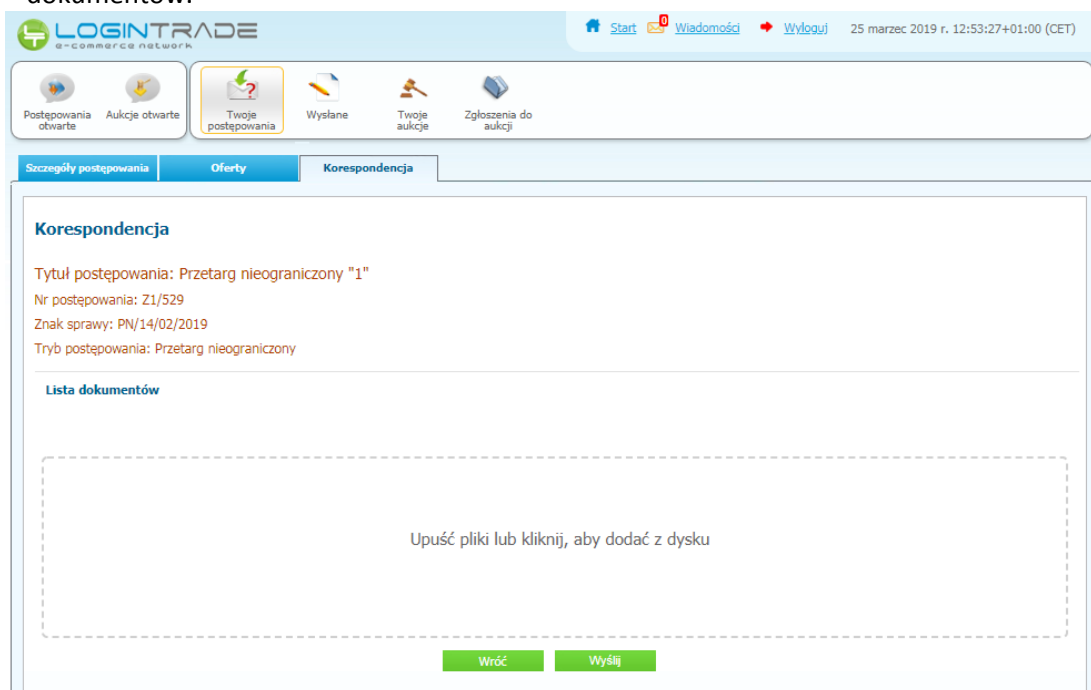 dokumentów.
LOGINTRADE
e-commerce network
Start 0 Wiadomości Wyloguj 25 marzec 2019 r. 12:53:27+01:00 (CET)
Postępowania otwarte
Aukcje otwarte
Twoje postępowania
Wysłane
Twoje aukcje
Zgłoszenia do aukcji
Szczegóły postępowania Oferty Korespondencja
Korespondencja
Tytuł postępowania: Przetarg nieograniczony "1"
Nr postępowania: Z1/529
Znak sprawy: PN/14/02/2019
Tryb postępowania: Przetarg nieograniczony
Lista dokumentów
Upuść pliki lub kliknij, aby dodać z dysku
Wróć Wyślij